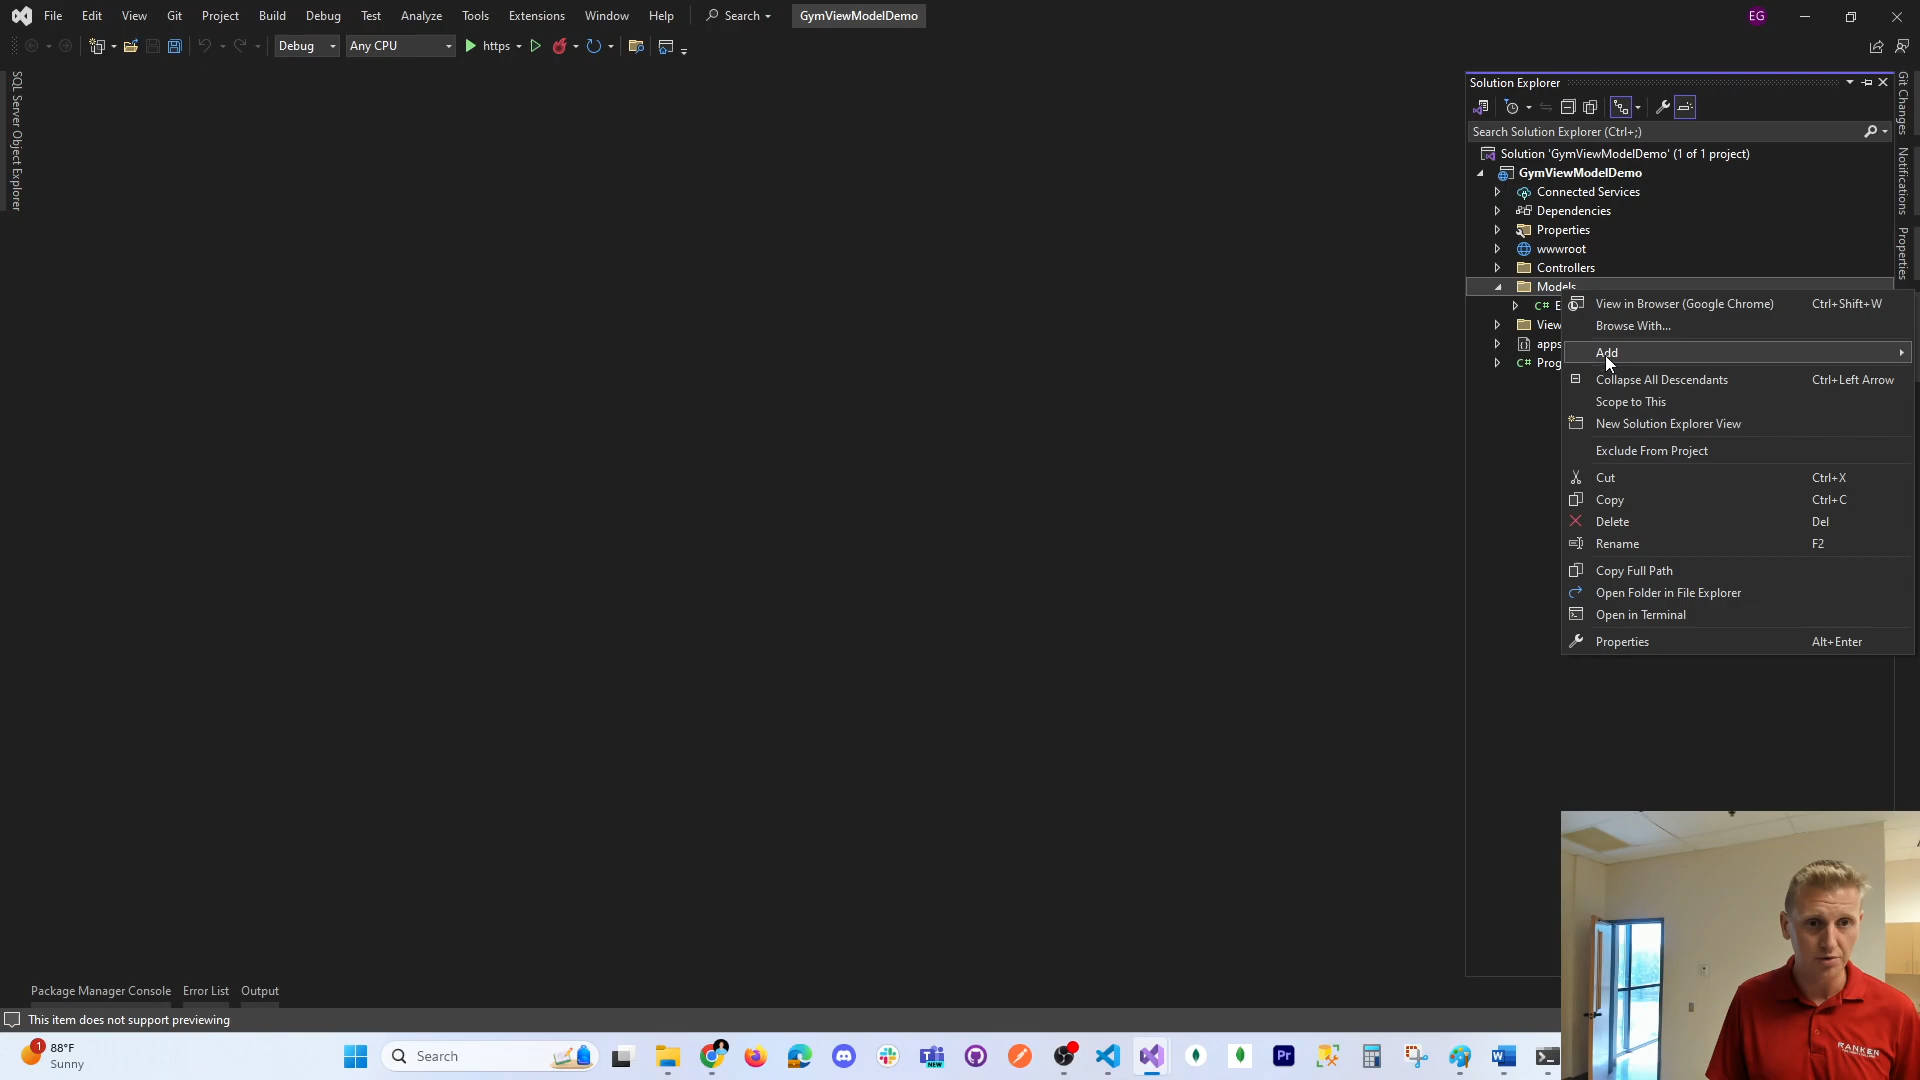 File Edit View Git Project Build Debug Test Analyze Tools Extensions Window Help Search GymViewModelDemo EG
Debug Any CPU https
SQL Server Object Explorer
Solution Explorer
Search Solution Explorer (Ctrl+;)
Solution 'GymViewModelDemo' (1 of 1 project)
GymViewModelDemo
Connected Services
Dependencies
Properties
wwwroot
Controllers
Models
C# E
View
apps
C# Prog
View in Browser (Google Chrome) Ctrl+Shift+W
Browse With...
Add
Collapse All Descendants Ctrl+Left Arrow
Scope to This
New Solution Explorer View
Exclude From Project
Cut Ctrl+X
Copy Ctrl+C
Delete Del
Rename F2
Copy Full Path
Open Folder in File Explorer
Open in Terminal
Properties Alt+Enter
Git Changes
Notifications
Properties
Package Manager Console Error List Output
This item does not support previewing
1
88°F
Sunny
Search
NEW
Pr
RANKEN